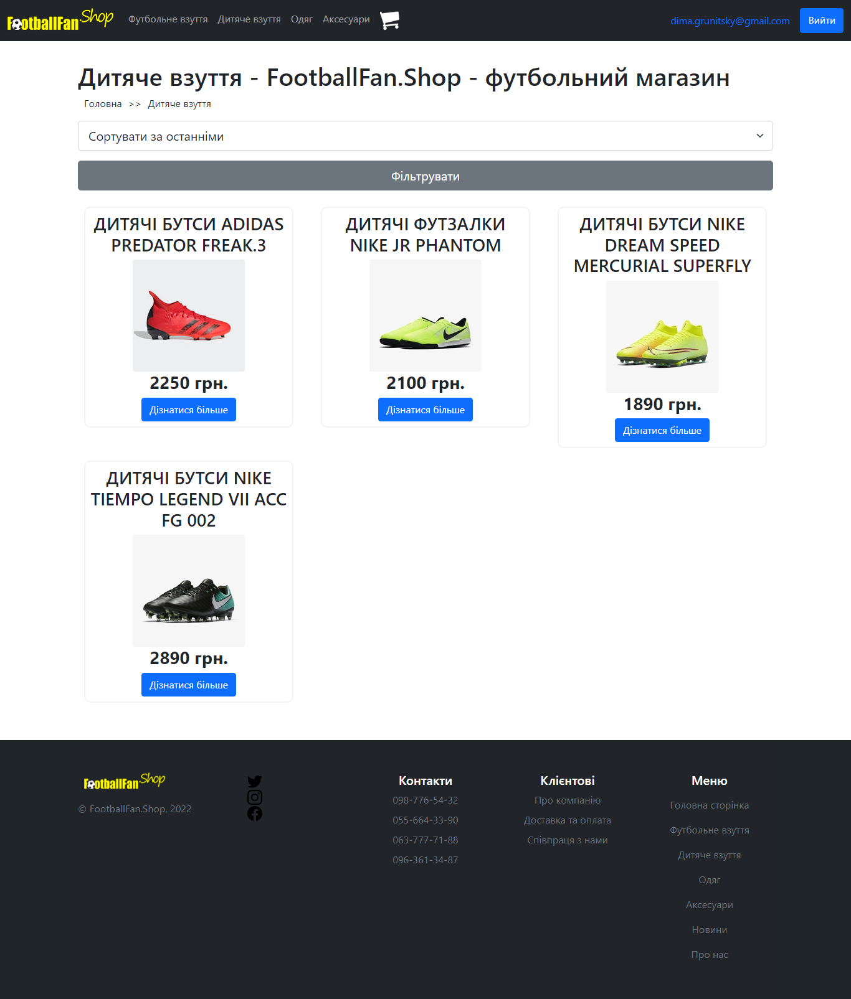 FootballFan.Shop
Футбольне взуття Дитяче взуття Одяг Аксесуари
dima.grunitsky@gmail.com Вийти
Дитяче взуття - FootballFan.Shop - футбольний магазин
Головна >> Дитяче взуття
Сортувати за останніми
Фільтрувати
ДИТЯЧІ БУТСИ ADIDAS
PREDATOR FREAK.3
2250 грн.
Дізнатися більше
ДИТЯЧІ ФУТЗАЛКИ
NIKE JR PHANTOM
2100 грн.
Дізнатися більше
ДИТЯЧІ БУТСИ NIKE
DREAM SPEED
MERCURIAL SUPERFLY
1890 грн.
Дізнатися більше
ДИТЯЧІ БУТСИ NIKE
TIEMPO LEGEND VII ACC
FG 002
2890 грн.
Дізнатися більше
FootballFan.Shop
© FootballFan.Shop, 2022
Контакти
098-776-54-32
055-664-33-90
063-777-71-88
096-361-34-87
Клієнтові
Про компанію
Доставка та оплата
Співпраця з нами
Меню
Головна сторінка
Футбольне взуття
Дитяче взуття
Одяг
Аксесуари
Новини
Про нас